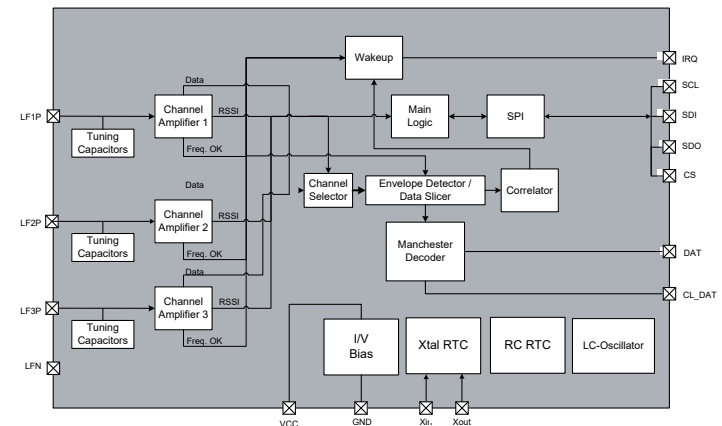 Wakeup
IRQ
Data
SCL
LF1P
Channel
Amplifier 1
RSSI
Main
Logic
SPI
SDI
Tuning
Capacitors
Freq. OK
SDO
Data
Channel
Selector
Envelope Detector /
Data Slicer
Correlator
CS
LF2P
Channel
Amplifier 2
RSSI
Tuning
Capacitors
Freq. OK
Manchester
Decoder
DAT
Data
LF3P
Channel
Amplifier 3
RSSI
CL_DAT
Tuning
Capacitors
Freq. OK
I/V
Bias
Xtal RTC
RC RTC
LC-Oscillator
LFN
VCC
GND
Xin
Xout